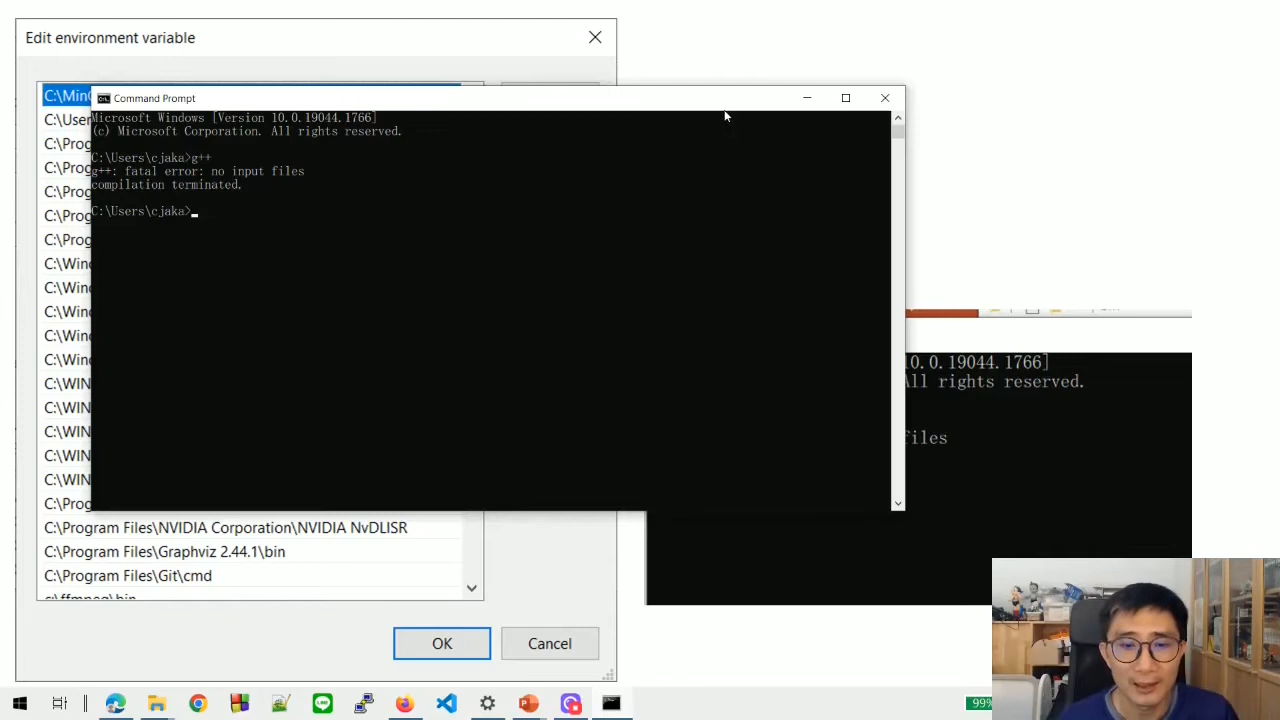 Edit environment variable
C:\Min
C:\User
C:\Prog
C:\Prog
C:\Prog
C:\Prog
C:\Prog
C:\Wind
C:\Wind
C:\Wind
C:\Wind
C:\Wind
C:\WIN
C:\WIN
C:\WIN
C:\WIN
C:\WIN
C:\Prog
C:\Program Files\NVIDIA Corporation\NVIDIA NvDLISR
C:\Program Files\Graphviz 2.44.1\bin
C:\Program Files\Git\cmd
c:\ffmpeg\bin
OK
Cancel
Command Prompt
Microsoft Windows [Version 10.0.19044.1766]
(c) Microsoft Corporation. All rights reserved.
C:\Users\cjaka>g++
g++: fatal error: no input files
compilation terminated.
C:\Users\cjaka>
10.0.19044.1766]
All rights reserved.
files
LINE
99%